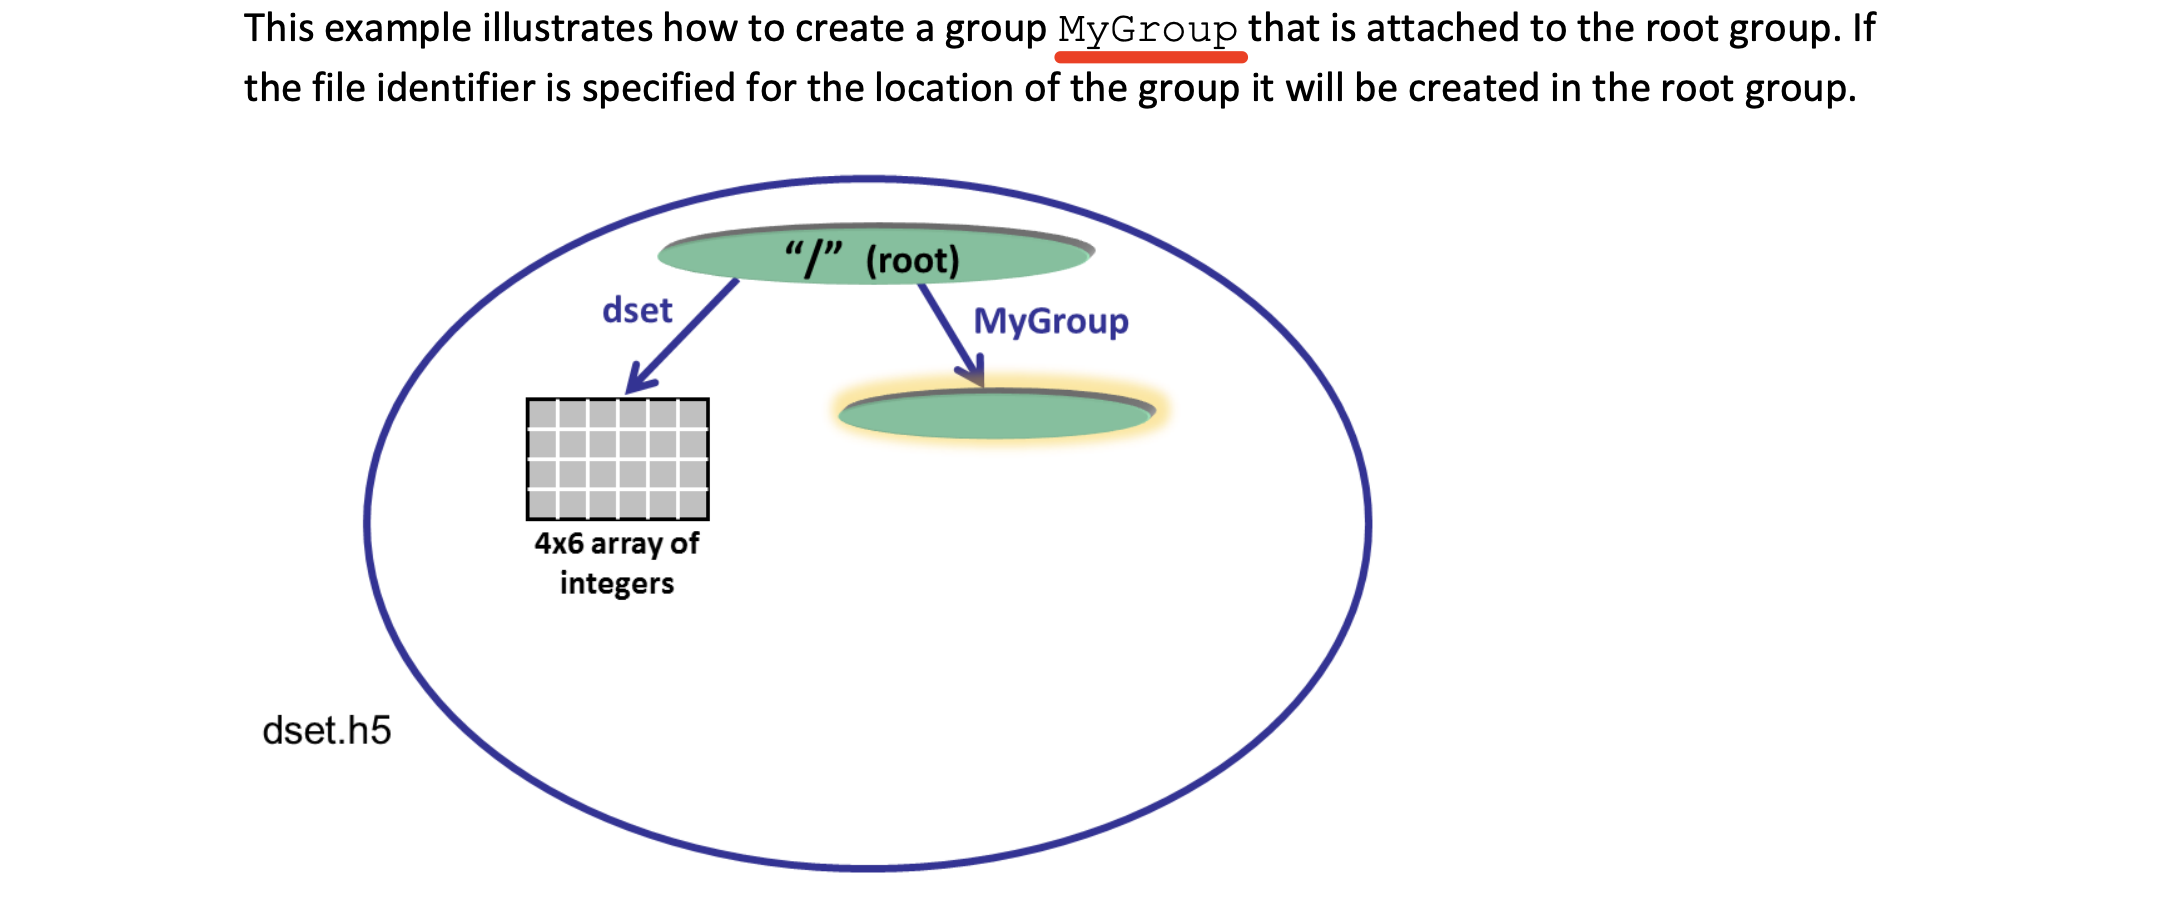 This example illustrates how to create a group MyGroup that is attached to the root group. If
the file identifier is specified for the location of the group it will be created in the root group.
“/” (root)
dset
MyGroup
4x6 array of
integers
dset.h5